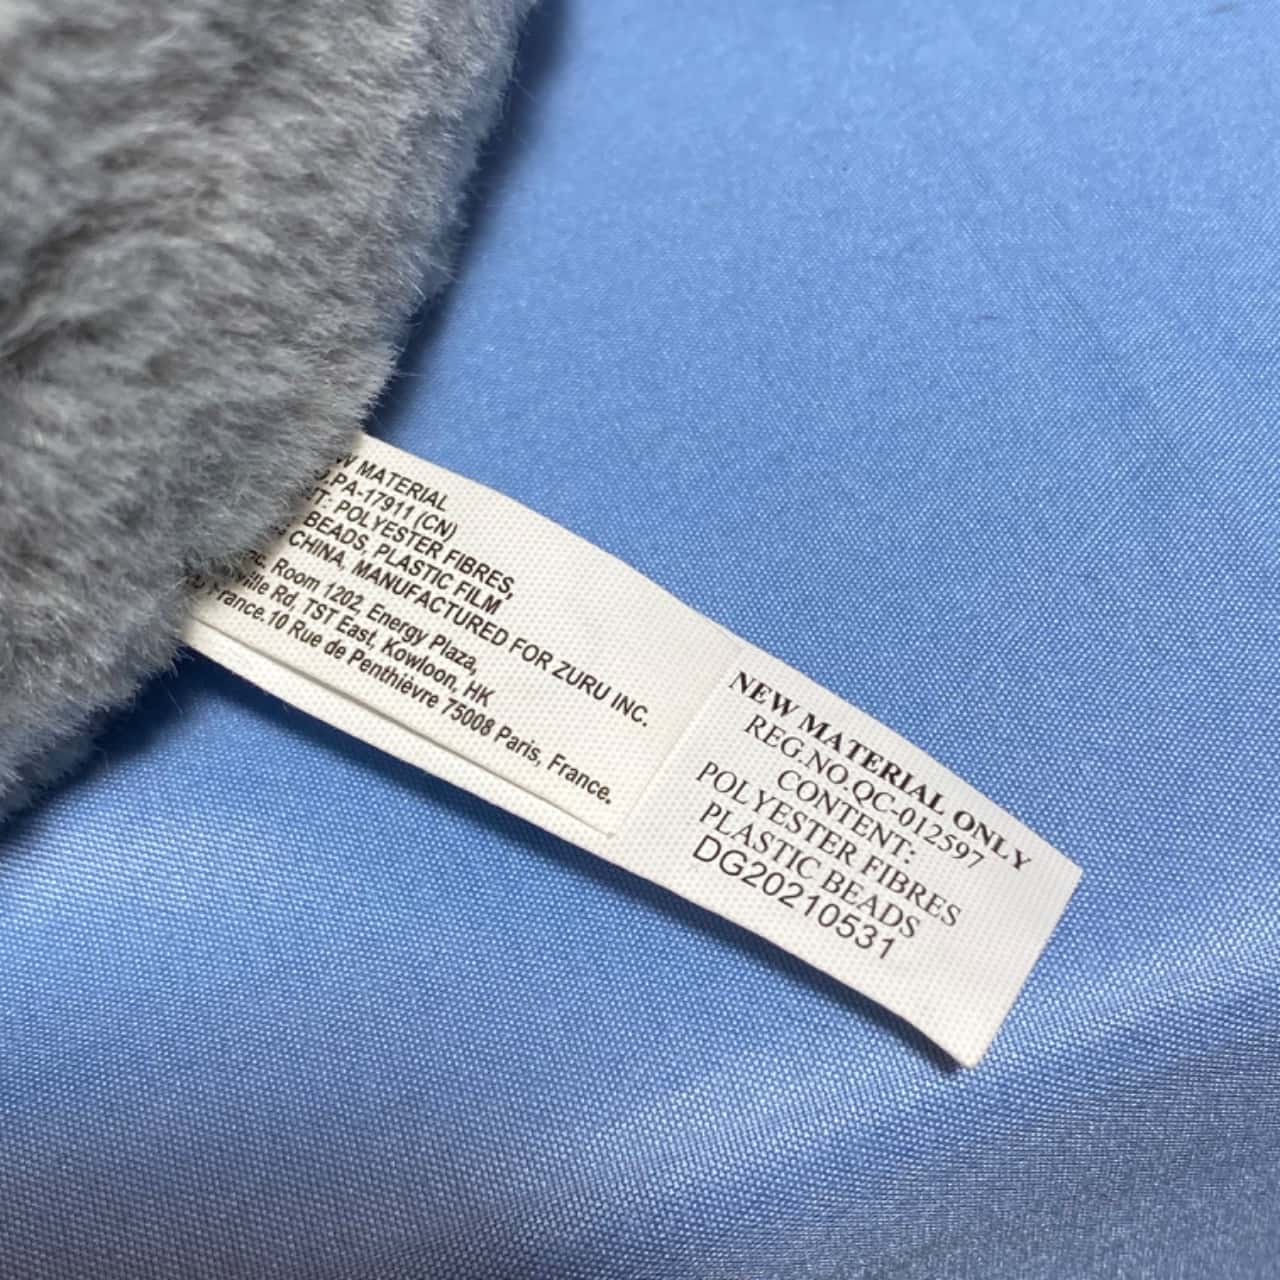 W MATERIAL
PA-17911 (CN)
T: POLYESTER FIBRES,
BEADS, PLASTIC FILM
CHINA, MANUFACTURED FOR ZURU INC.
Room 1202, Energy Plaza,
ville Rd, TST East, Kowloon, HK
France. 10 Rue de Penthièvre 75008 Paris, France.
NEW MATERIAL ONLY
REG.NO.QC-012597
CONTENT:
POLYESTER FIBRES
PLASTIC BEADS
DG20210531